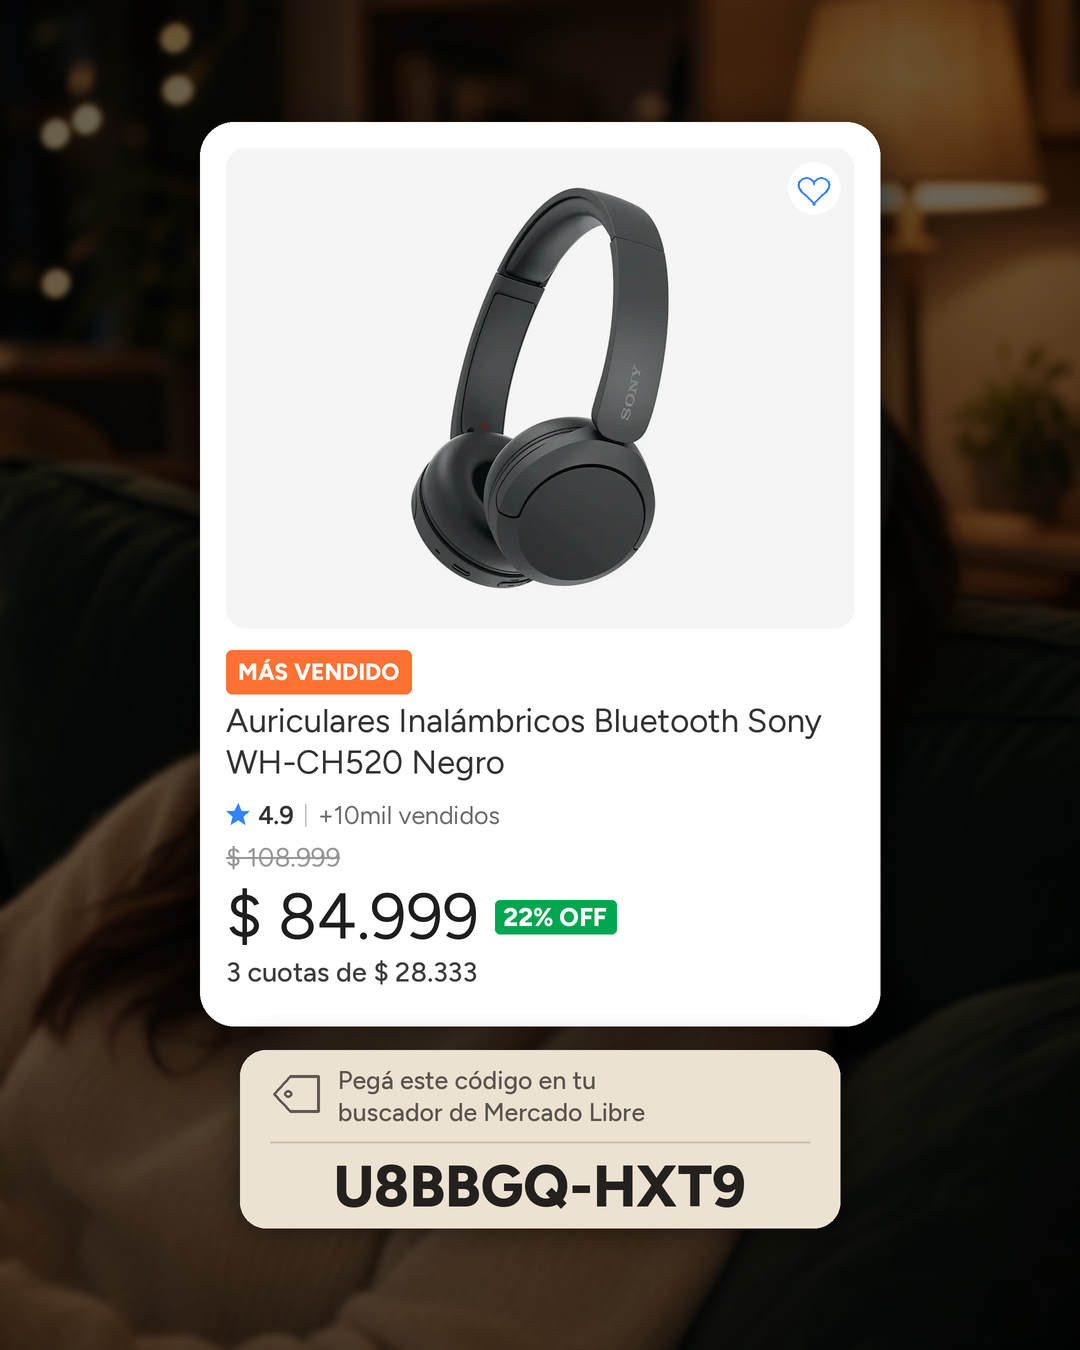 SONY
MÁS VENDIDO
Auriculares Inalámbricos Bluetooth Sony
WH-CH520 Negro
4.9 | +10mil vendidos
$ 108.999
$ 84.999 22% OFF
3 cuotas de $ 28.333
Pegá este código en tu
buscador de Mercado Libre
U8BBGQ-HXT9